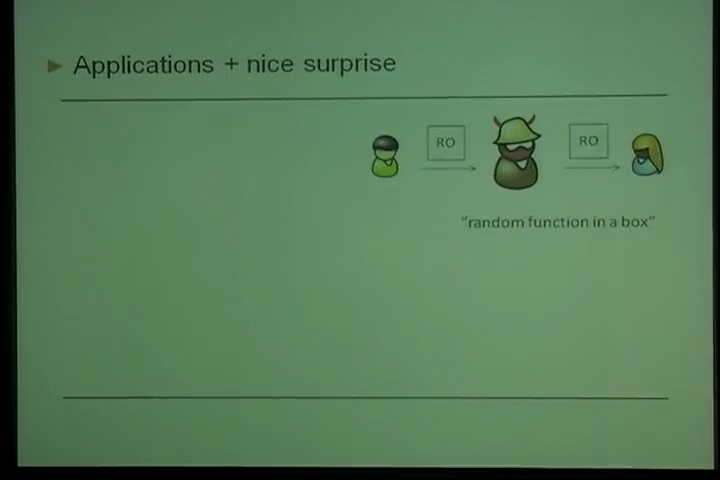 Applications + nice surprise
RO
RO
"random function in a box"